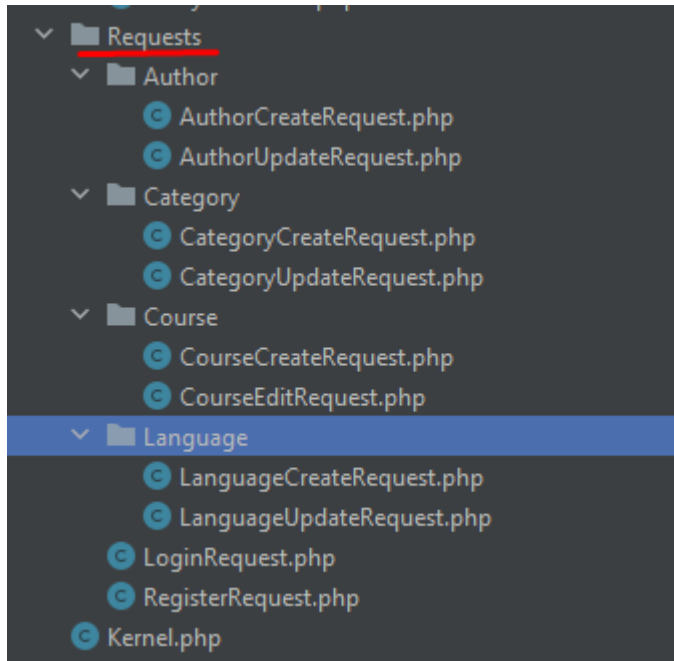 Requests
Author
AuthorCreateRequest.php
AuthorUpdateRequest.php
Category
CategoryCreateRequest.php
CategoryUpdateRequest.php
Course
CourseCreateRequest.php
CourseEditRequest.php
Language
LanguageCreateRequest.php
LanguageUpdateRequest.php
LoginRequest.php
RegisterRequest.php
Kernel.php